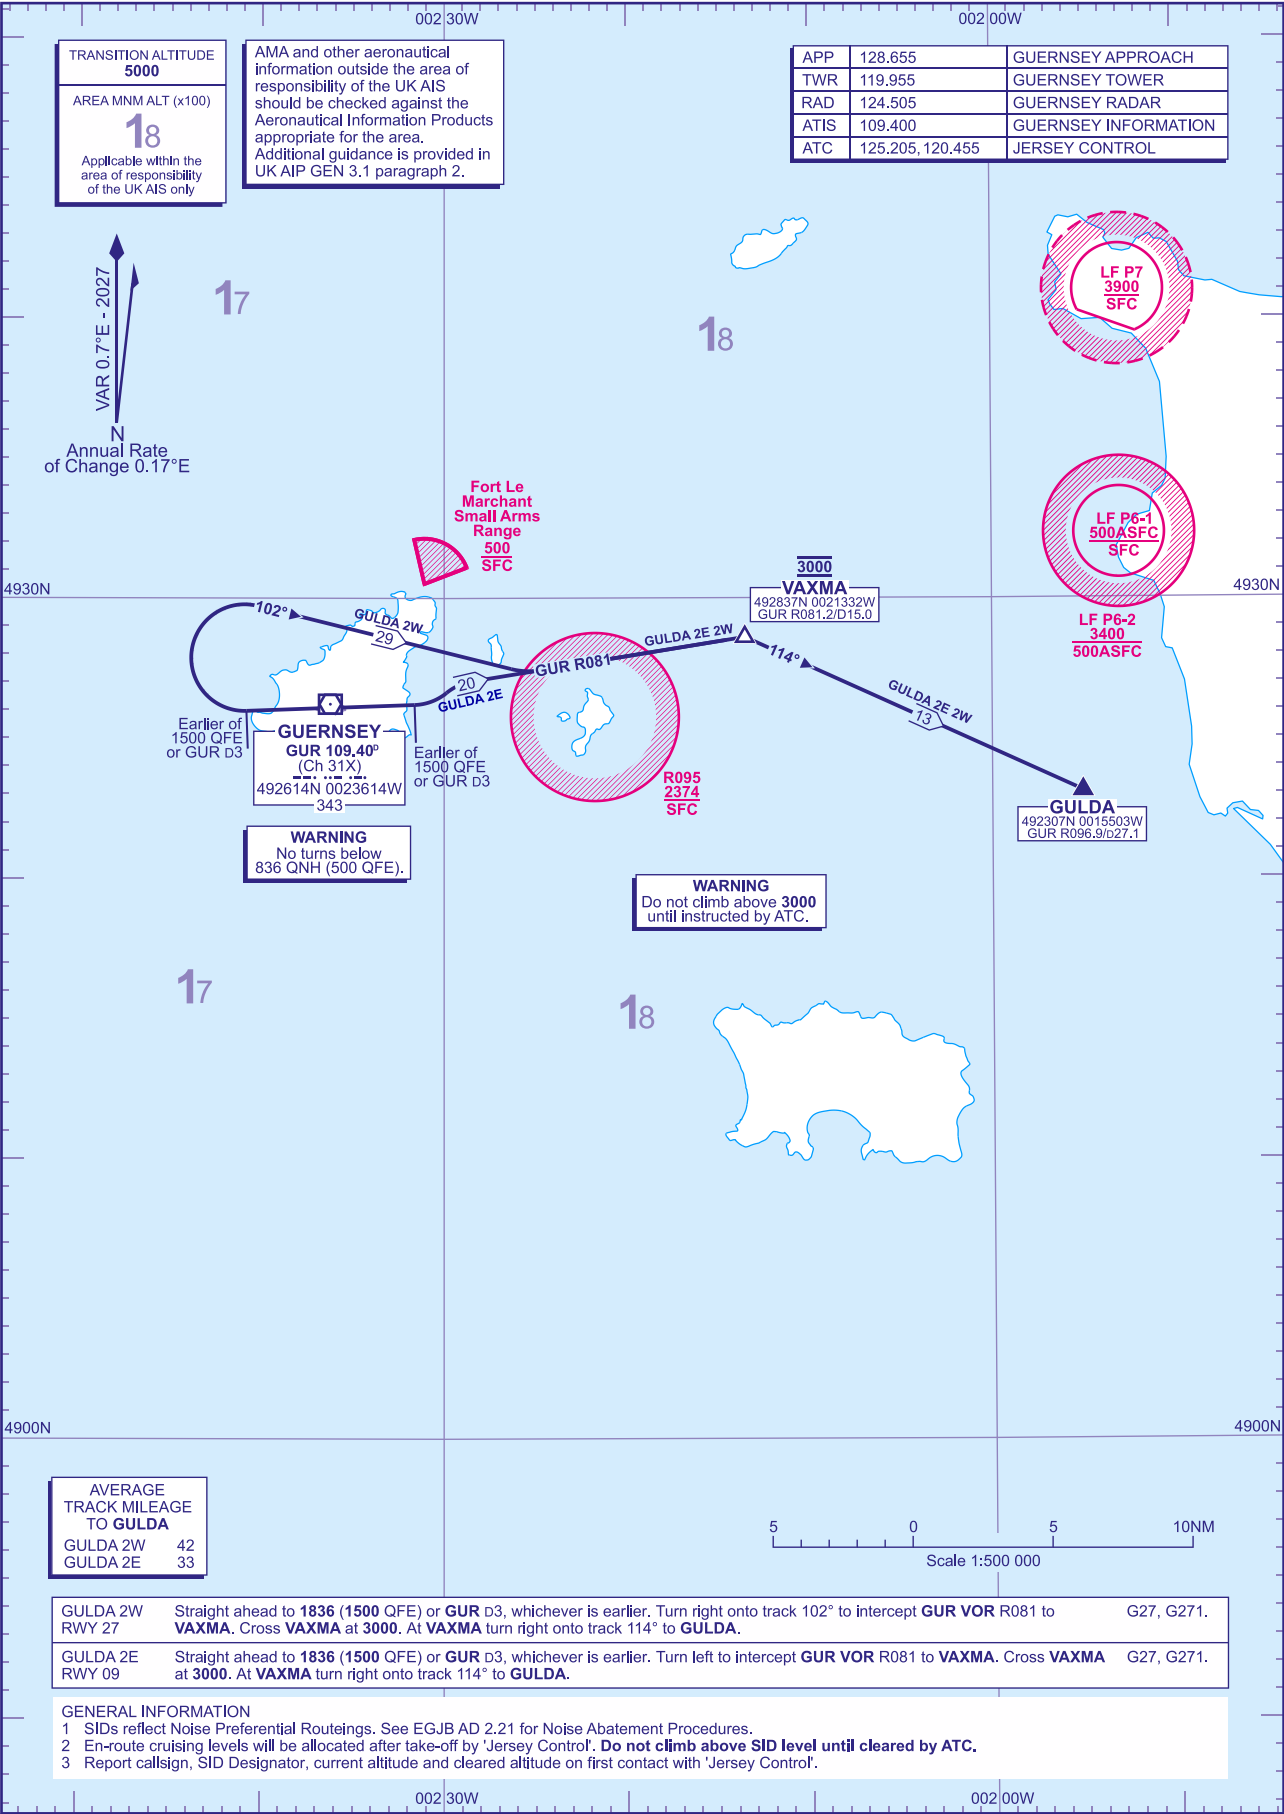 002 30W
002 00W
TRANSITION ALTITUDE
5000
AREA MNM ALT (x100)
18
Applicable within the
area of responsibility
of the UK AIS only
AMA and other aeronautical
information outside the area of
responsibility of the UK AIS
should be checked against the
Aeronautical Information Products
appropriate for the area.
Additional guidance is provided in
UK AIP GEN 3.1 paragraph 2.
APP 128.655 GUERNSEY APPROACH
TWR 119.955 GUERNSEY TOWER
RAD 124.505 GUERNSEY RADAR
ATIS 109.400 GUERNSEY INFORMATION
ATC 125.205, 120.455 JERSEY CONTROL
VAR 0.7°E - 2027
N
Annual Rate
of Change 0.17°E
17
18
LF P7
3900
SFC
Fort Le
Marchant
Small Arms
Range
500
SFC
LF P6-1
500ASFC
SFC
LF P6-2
3400
500ASFC
4930N
4930N
3000
VAXMA
492837N 0021332W
GUR R081.2/D15.0
102°
GULDA 2W
29
GUR R081
GULDA 2E 2W
114°
20
GULDA 2E
GULDA 2E 2W
13
Earlier of
1500 QFE
or GUR D3
GUERNSEY
GUR 109.40D
(Ch 31X)
492614N 0023614W
343
Earlier of
1500 QFE
or GUR D3
R095
2374
SFC
GULDA
492307N 0015503W
GUR R096.9/D27.1
WARNING
No turns below
836 QNH (500 QFE).
WARNING
Do not climb above 3000
until instructed by ATC.
17
18
4900N
4900N
AVERAGE
TRACK MILEAGE
TO GULDA
GULDA 2W 42
GULDA 2E 33
5 0 5 10NM
Scale 1:500 000
GULDA 2W Straight ahead to 1836 (1500 QFE) or GUR D3, whichever is earlier. Turn right onto track 102° to intercept GUR VOR R081 to G27, G271.
RWY 27 VAXMA. Cross VAXMA at 3000. At VAXMA turn right onto track 114° to GULDA.
GULDA 2E Straight ahead to 1836 (1500 QFE) or GUR D3, whichever is earlier. Turn left to intercept GUR VOR R081 to VAXMA. Cross VAXMA G27, G271.
RWY 09 at 3000. At VAXMA turn right onto track 114° to GULDA.
GENERAL INFORMATION
1 SIDs reflect Noise Preferential Routeings. See EGJB AD 2.21 for Noise Abatement Procedures.
2 En-route cruising levels will be allocated after take-off by 'Jersey Control'. Do not climb above SID level until cleared by ATC.
3 Report callsign, SID Designator, current altitude and cleared altitude on first contact with 'Jersey Control'.
002 30W
002 00W